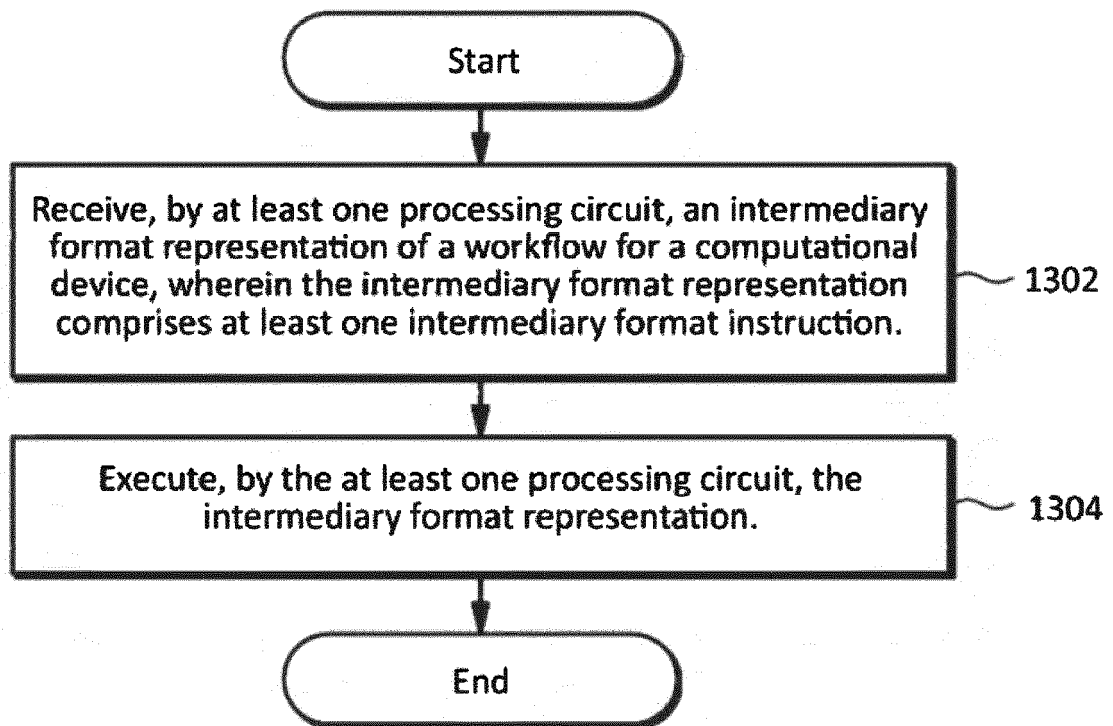 Start
Receive, by at least one processing circuit, an intermediary
format representation of a workflow for a computational
device, wherein the intermediary format representation
comprises at least one intermediary format instruction.
1302
Execute, by the at least one processing circuit, the
intermediary format representation.
1304
End